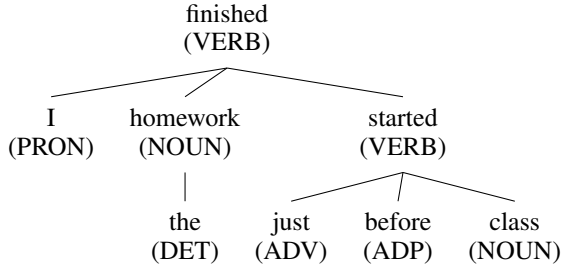 finished
(VERB)
I homework started
(PRON) (NOUN) (VERB)
the just before class
(DET) (ADV) (ADP) (NOUN)